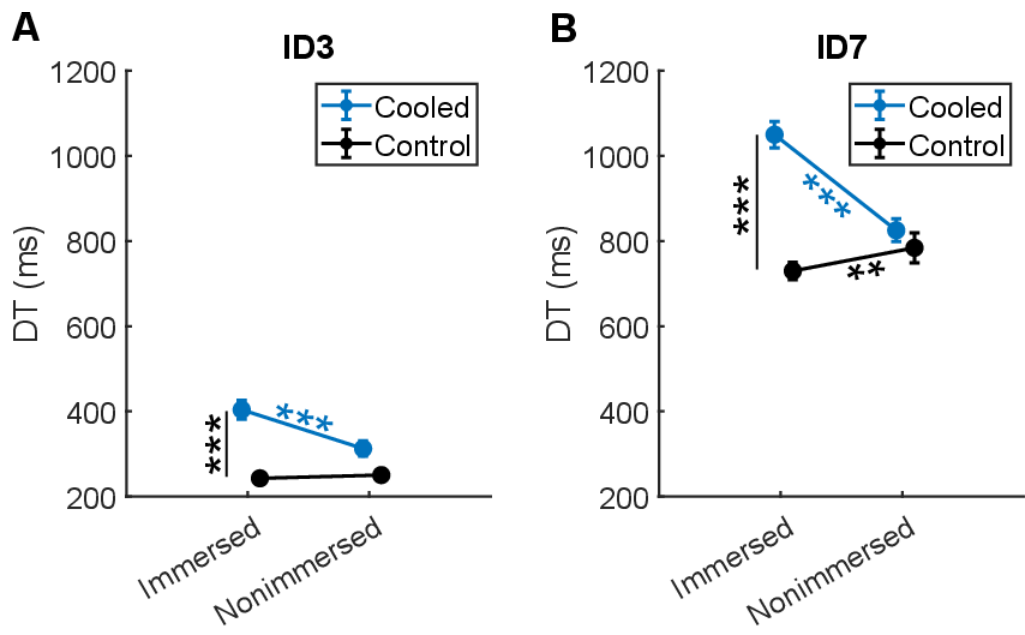 A
ID3
1200
1000
800
600
400
200
DT (ms)
Cooled
Control
***
***
Immersed
Nonimmersed
B
ID7
1200
1000
800
600
400
200
DT (ms)
Cooled
Control
***
***
**
Immersed
Nonimmersed